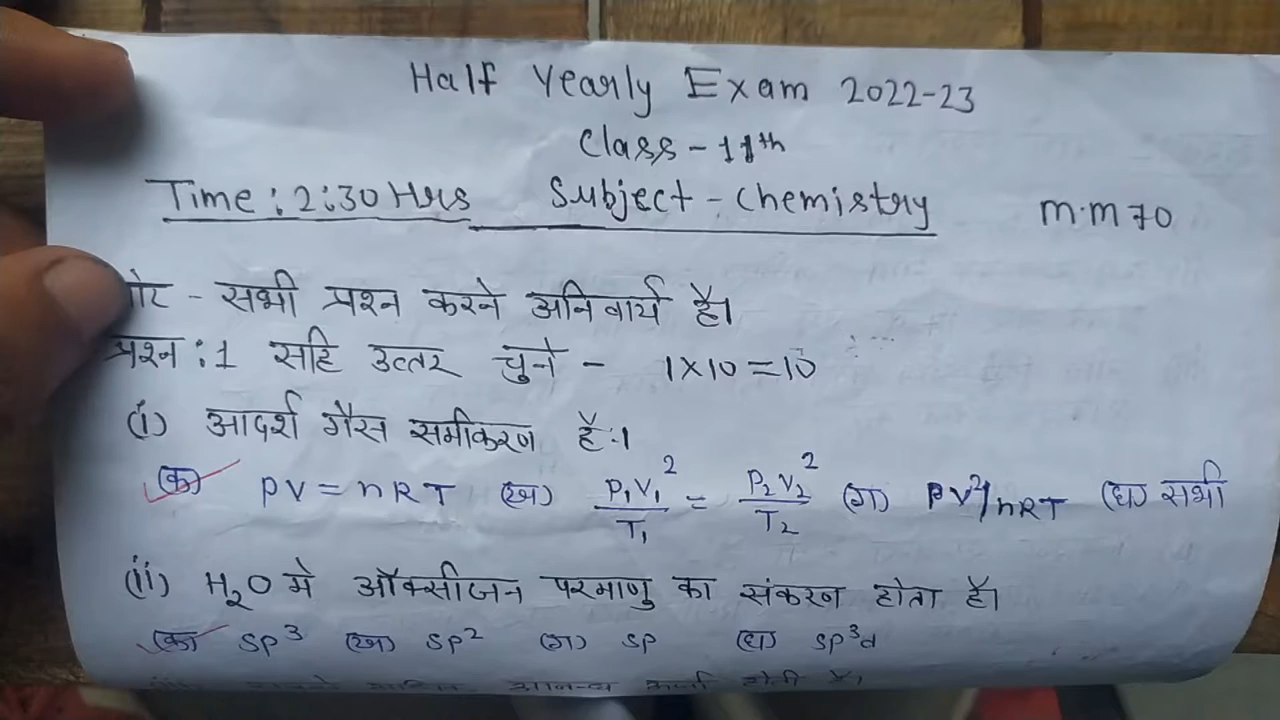 Half Yearly Exam 2022-23
Class - 11th
Time : 2:30 Hrs Subject - Chemistry M.M 70
नोट - सभी प्रश्न करने अनिवार्य है।
प्रश्न :1 सहि उत्तर चुने - 1×10=10
(i) आदर्श गैस समीकरण है:।
(क) PV = nRT (ख) P₁V₁²/T₁ = P₂V₂²/T₂ (ग) PV²/nRT (घ) सभी
(ii) H₂O मे ऑक्सीजन परमाणु का संकरण होता है।
(क) sp³ (ख) sp² (ग) sp (घ) sp³d